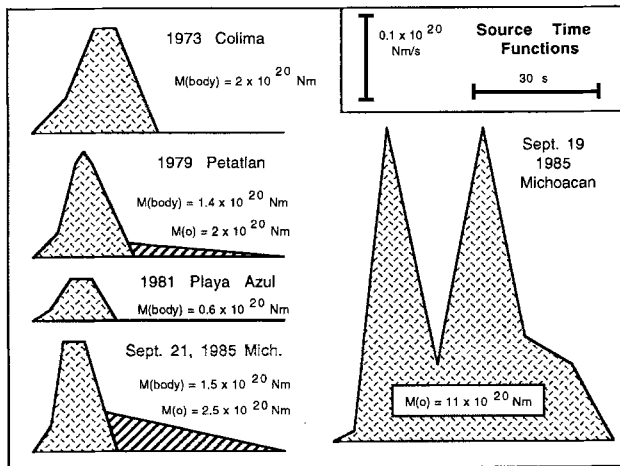 1973 Colima
M(body) = 2 x 10 20 Nm
1979 Petatlan
M(body) = 1.4 x 10 20 Nm
M(o) = 2 x 10 20 Nm
1981 Playa Azul
M(body) = 0.6 x 10 20 Nm
Sept. 21, 1985 Mich.
M(body) = 1.5 x 10 20 Nm
M(o) = 2.5 x 10 20 Nm
0.1 x 10 20
Nm/s
Source Time
Functions
30 s
Sept. 19
1985
Michoacan
M(o) = 11 x 10 20 Nm